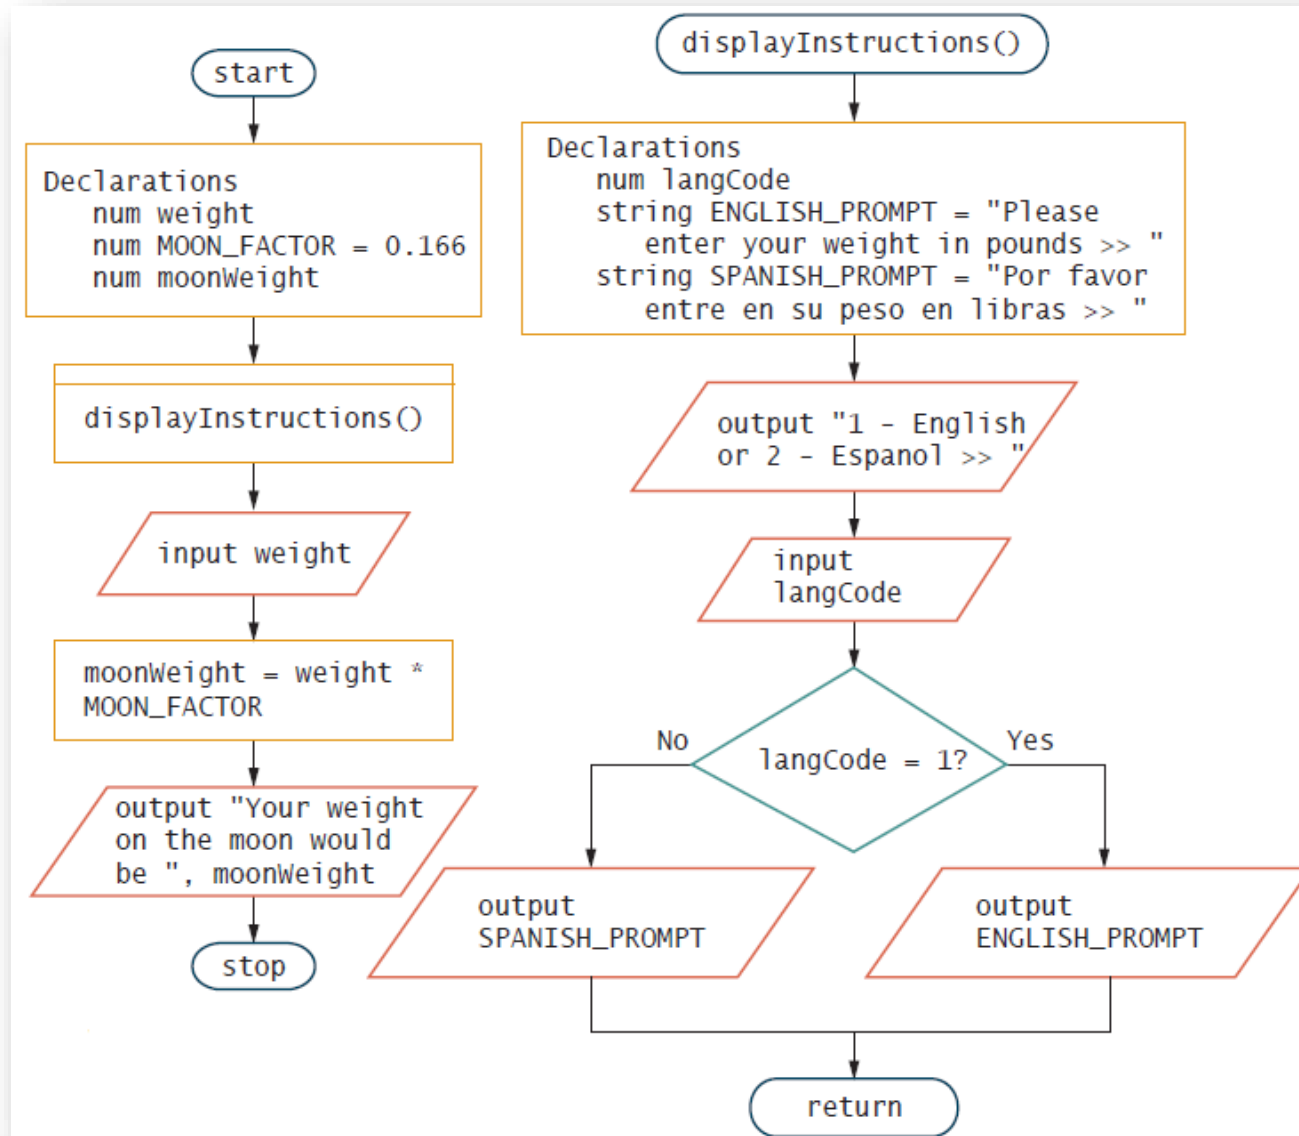 start
Declarations
num weight
num MOON_FACTOR = 0.166
num moonWeight
displayInstructions()
input weight
moonWeight = weight *
MOON_FACTOR
output "Your weight
on the moon would
be ", moonWeight
stop
displayInstructions()
Declarations
num langCode
string ENGLISH_PROMPT = "Please
enter your weight in pounds >> "
string SPANISH_PROMPT = "Por favor
entre en su peso en libras >> "
output "1 - English
or 2 - Espanol >> "
input
langCode
langCode = 1?
No
Yes
output
SPANISH_PROMPT
output
ENGLISH_PROMPT
return